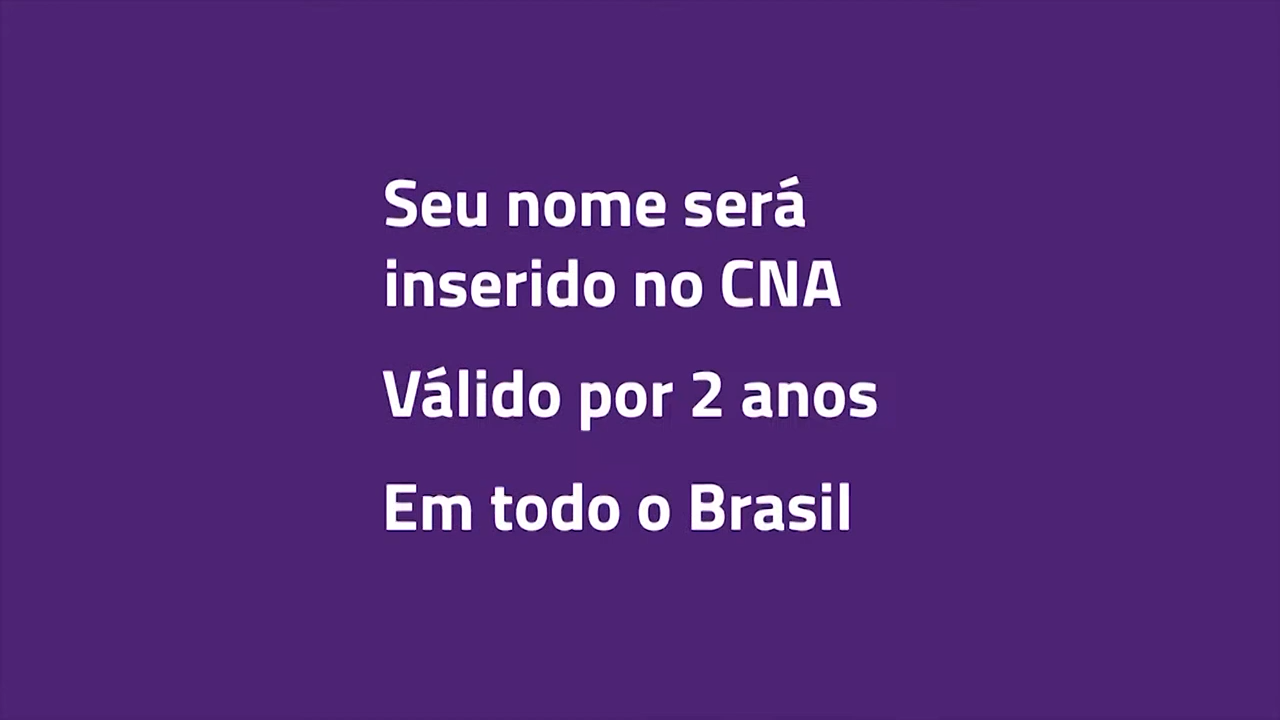 Seu nome será
inserido no CNA
Válido por 2 anos
Em todo o Brasil